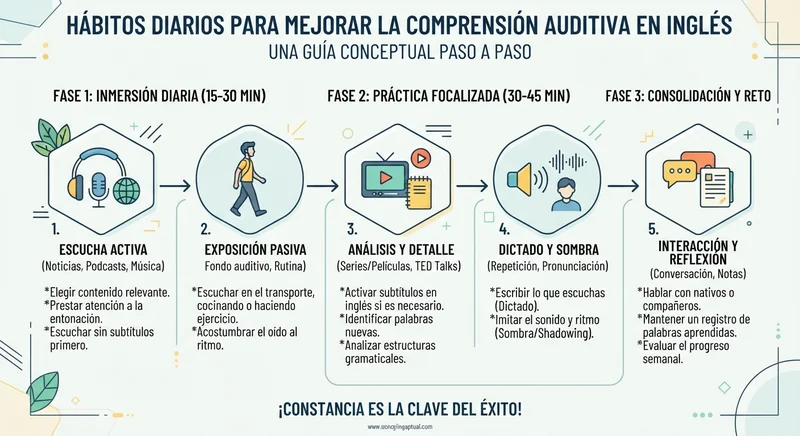 HÁBITOS DIARIOS PARA MEJORAR LA COMPRENSIÓN AUDITIVA EN INGLÉS
UNA GUÍA CONCEPTUAL PASO A PASO
FASE 1: INMERSIÓN DIARIA (15-30 MIN)
FASE 2: PRÁCTICA FOCALIZADA (30-45 MIN)
FASE 3: CONSOLIDACIÓN Y RETO
1.
ESCUCHA ACTIVA
(Noticias, Podcasts, Música)
*Elegir contenido relevante.
*Prestar atención a la
entonación.
*Escuchar sin subtítulos
primero.
2.
EXPOSICIÓN PASIVA
Fondo auditivo, Rutina)
*Escuchar en el transporte,
cocinando o haciendo
ejercicio.
*Acostumbrar el oído al
ritmo.
3.
ANÁLISIS Y DETALLE
(Series/Películas, TED Talks)
*Activar subtítulos en
inglés si es necesario.
*Identificar palabras
nuevas.
*Analizar estructuras
gramaticales.
4.
DICTADO Y SOMBRA
(Repetición, Pronunciación)
*Escribir lo que escuchas
(Dictado).
*Imitar el sonido y ritmo
(Sombra/Shadowing).
5.
INTERACCIÓN Y
REFLEXIÓN
(Conversación, Notas)
*Hablar con nativos o
compañeros.
*Mantener un registro de
palabras aprendidas.
*Evaluar el progreso
semanal.
¡CONSTANCIA ES LA CLAVE DEL ÉXITO!